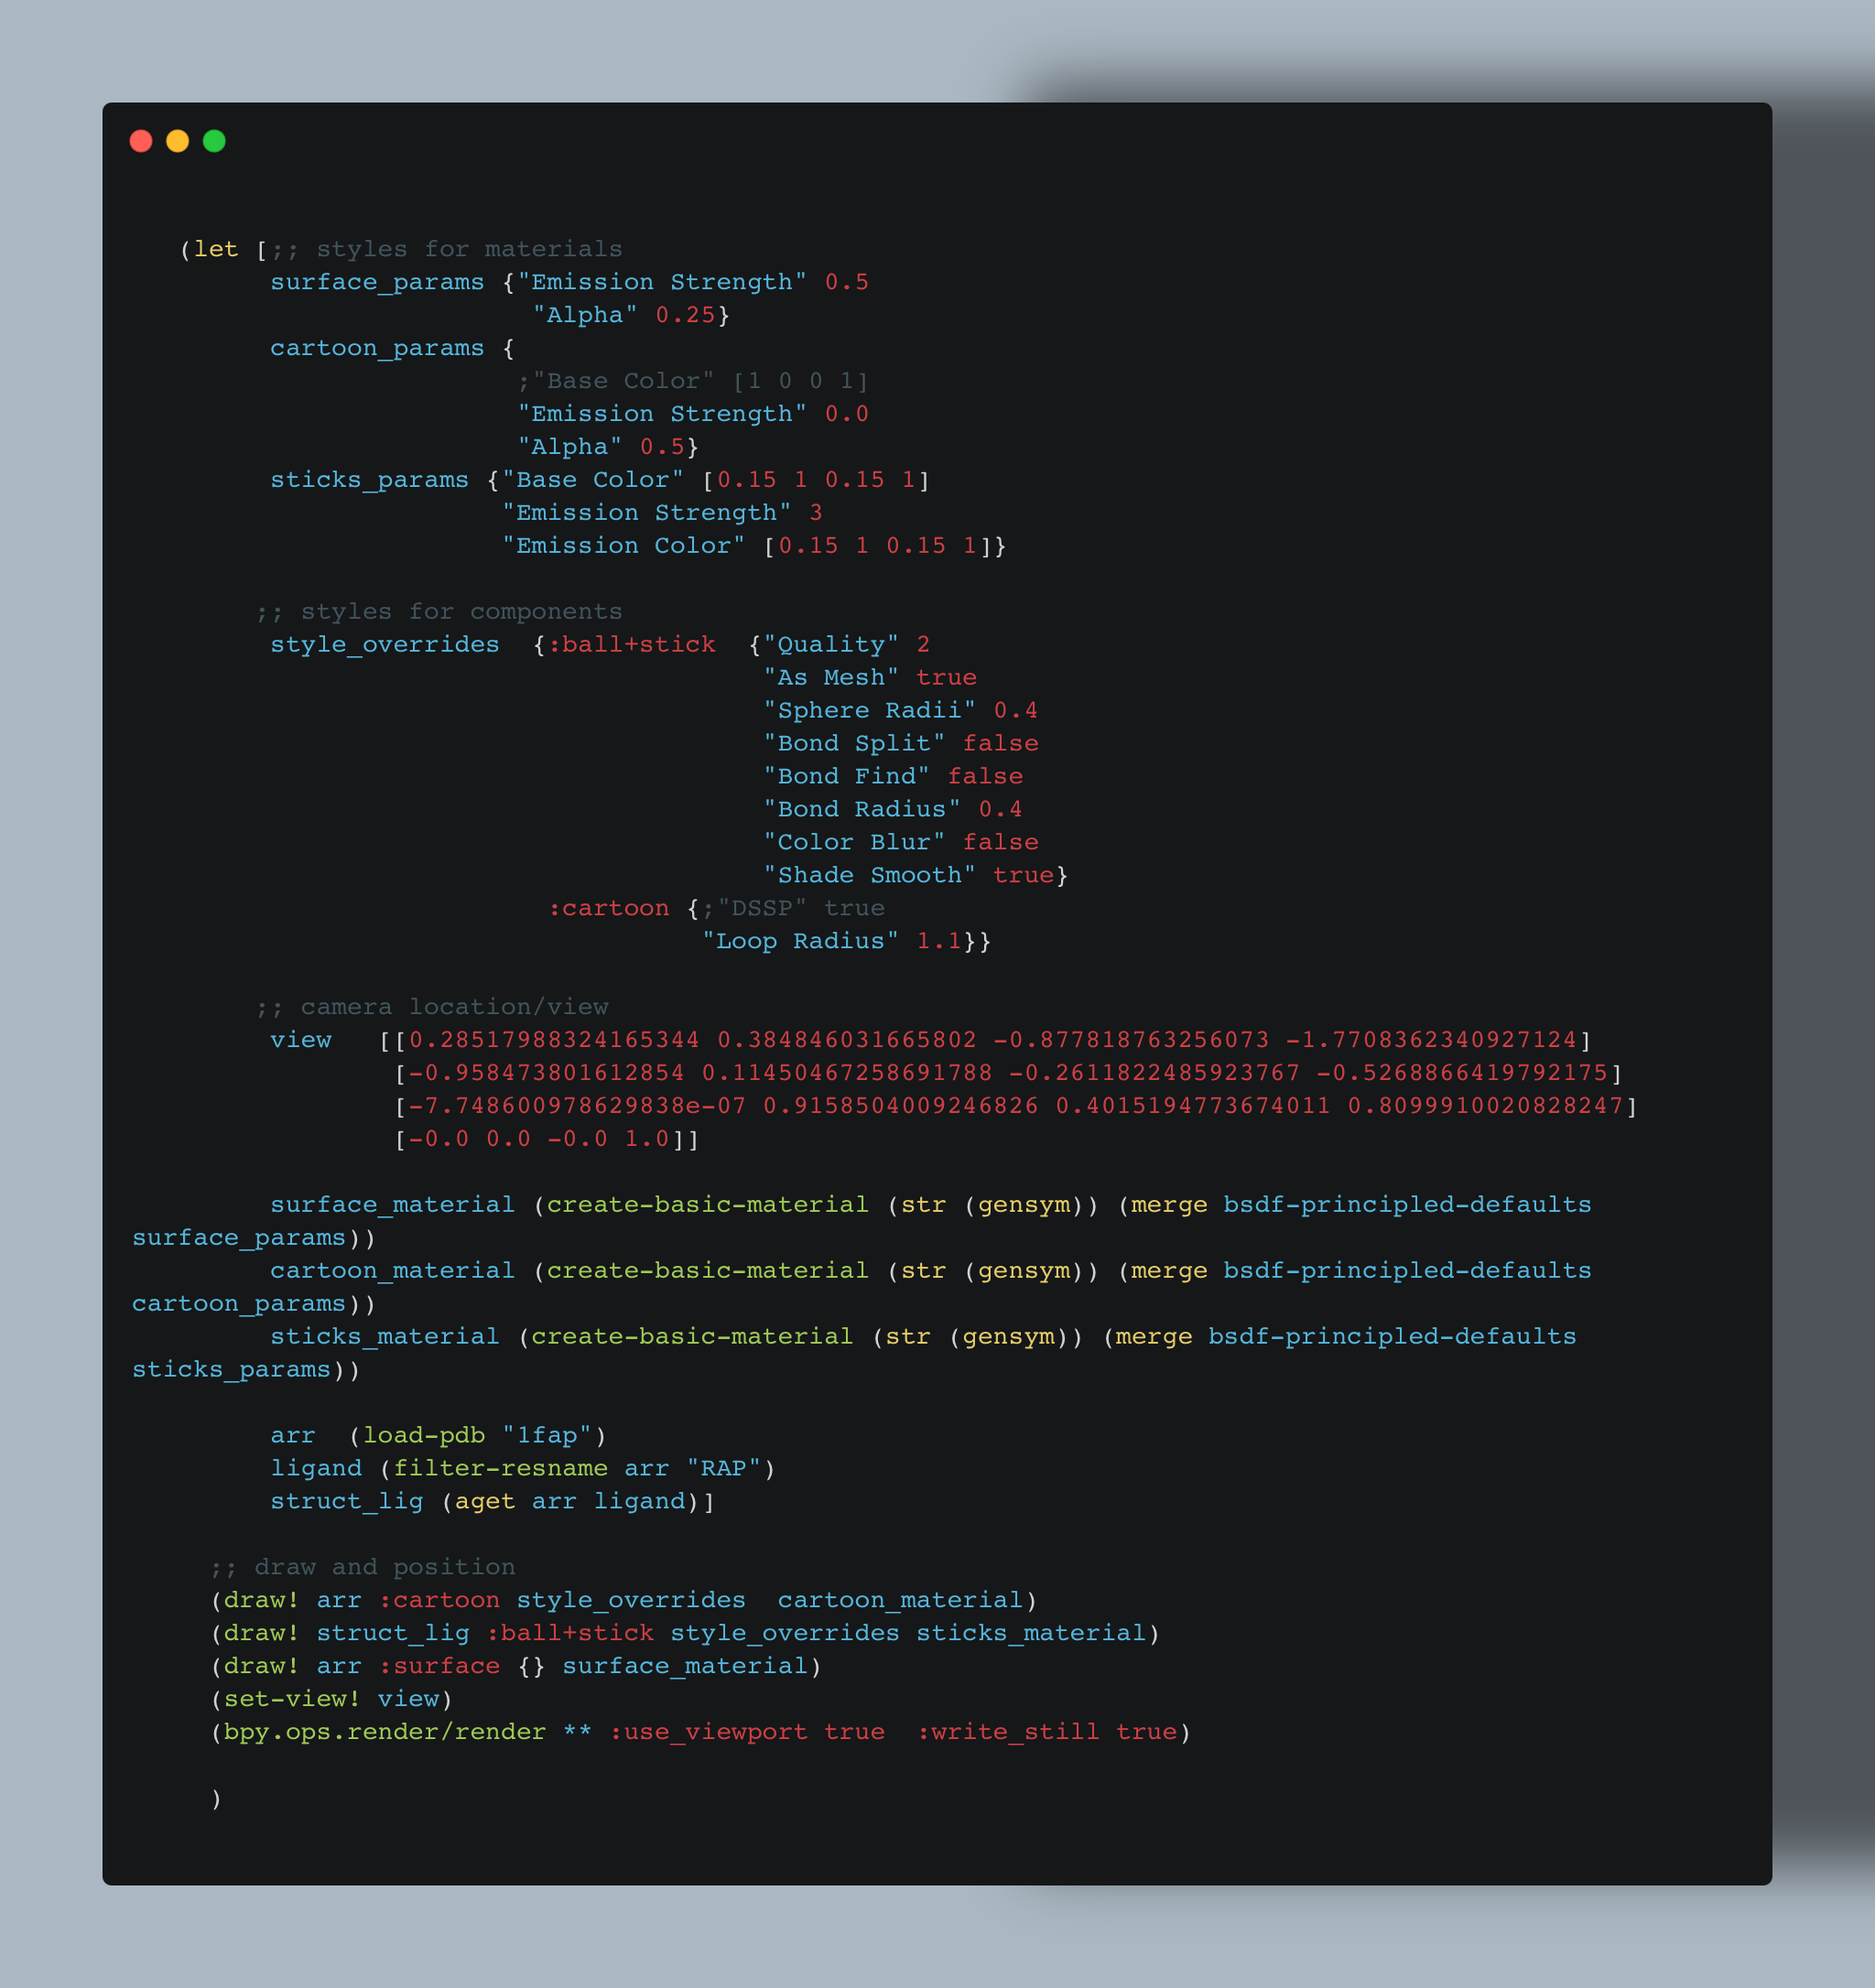 (let [;; styles for materials
surface_params {"Emission Strength" 0.5
"Alpha" 0.25}
cartoon_params {
;"Base Color" [1 0 0 1]
"Emission Strength" 0.0
"Alpha" 0.5}
sticks_params {"Base Color" [0.15 1 0.15 1]
"Emission Strength" 3
"Emission Color" [0.15 1 0.15 1]}
;; styles for components
style_overrides  {:ball+stick  {"Quality" 2
"As Mesh" true
"Sphere Radii" 0.4
"Bond Split" false
"Bond Find" false
"Bond Radius" 0.4
"Color Blur" false
"Shade Smooth" true}
:cartoon {;"DSSP" true
"Loop Radius" 1.1}}
;; camera location/view
view   [[0.28517988324165344 0.384846031665802 -0.877818763256073 -1.7708362340927124]
[-0.958473801612854 0.11450467258691788 -0.2611822485923767 -0.5268866419792175]
[-7.748600978629838e-07 0.9158504009246826 0.4015194773674011 0.8099910020828247]
[-0.0 0.0 -0.0 1.0]]
surface_material (create-basic-material (str (gensym)) (merge bsdf-principled-defaults
surface_params))
cartoon_material (create-basic-material (str (gensym)) (merge bsdf-principled-defaults
cartoon_params))
sticks_material (create-basic-material (str (gensym)) (merge bsdf-principled-defaults
sticks_params))
arr  (load-pdb "1fap")
ligand (filter-resname arr "RAP")
struct_lig (aget arr ligand)]
;; draw and position
(draw! arr :cartoon style_overrides  cartoon_material)
(draw! struct_lig :ball+stick style_overrides sticks_material)
(draw! arr :surface {} surface_material)
(set-view! view)
(bpy.ops.render/render ** :use_viewport true  :write_still true)
)